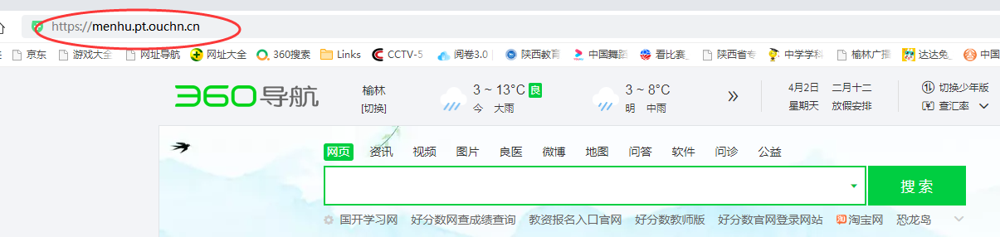 https://menhu.pt.ouchn.cn
京东 游戏大全 网址导航 网址大全 360搜索 Links CCTV-5 阅卷3.0 陕西教育 中国舞蹈 看比赛_ 陕西省专 中学学科 榆林广播 达达兔_ 中国
360导航 榆林 3 ~ 13°C 良 3 ~ 8°C » 4月2日 二月十二 切换少年版
[切换] 今 大雨 明 中雨 星期天 放假安排 查汇率
网页 资讯 视频 图片 良医 微博 地图 问答 软件 问诊 公益
搜索
国开学习网 好分数网查成绩查询 教资报名入口官网 好分数教师版 好分数官网登录网站 淘宝网 恐龙岛